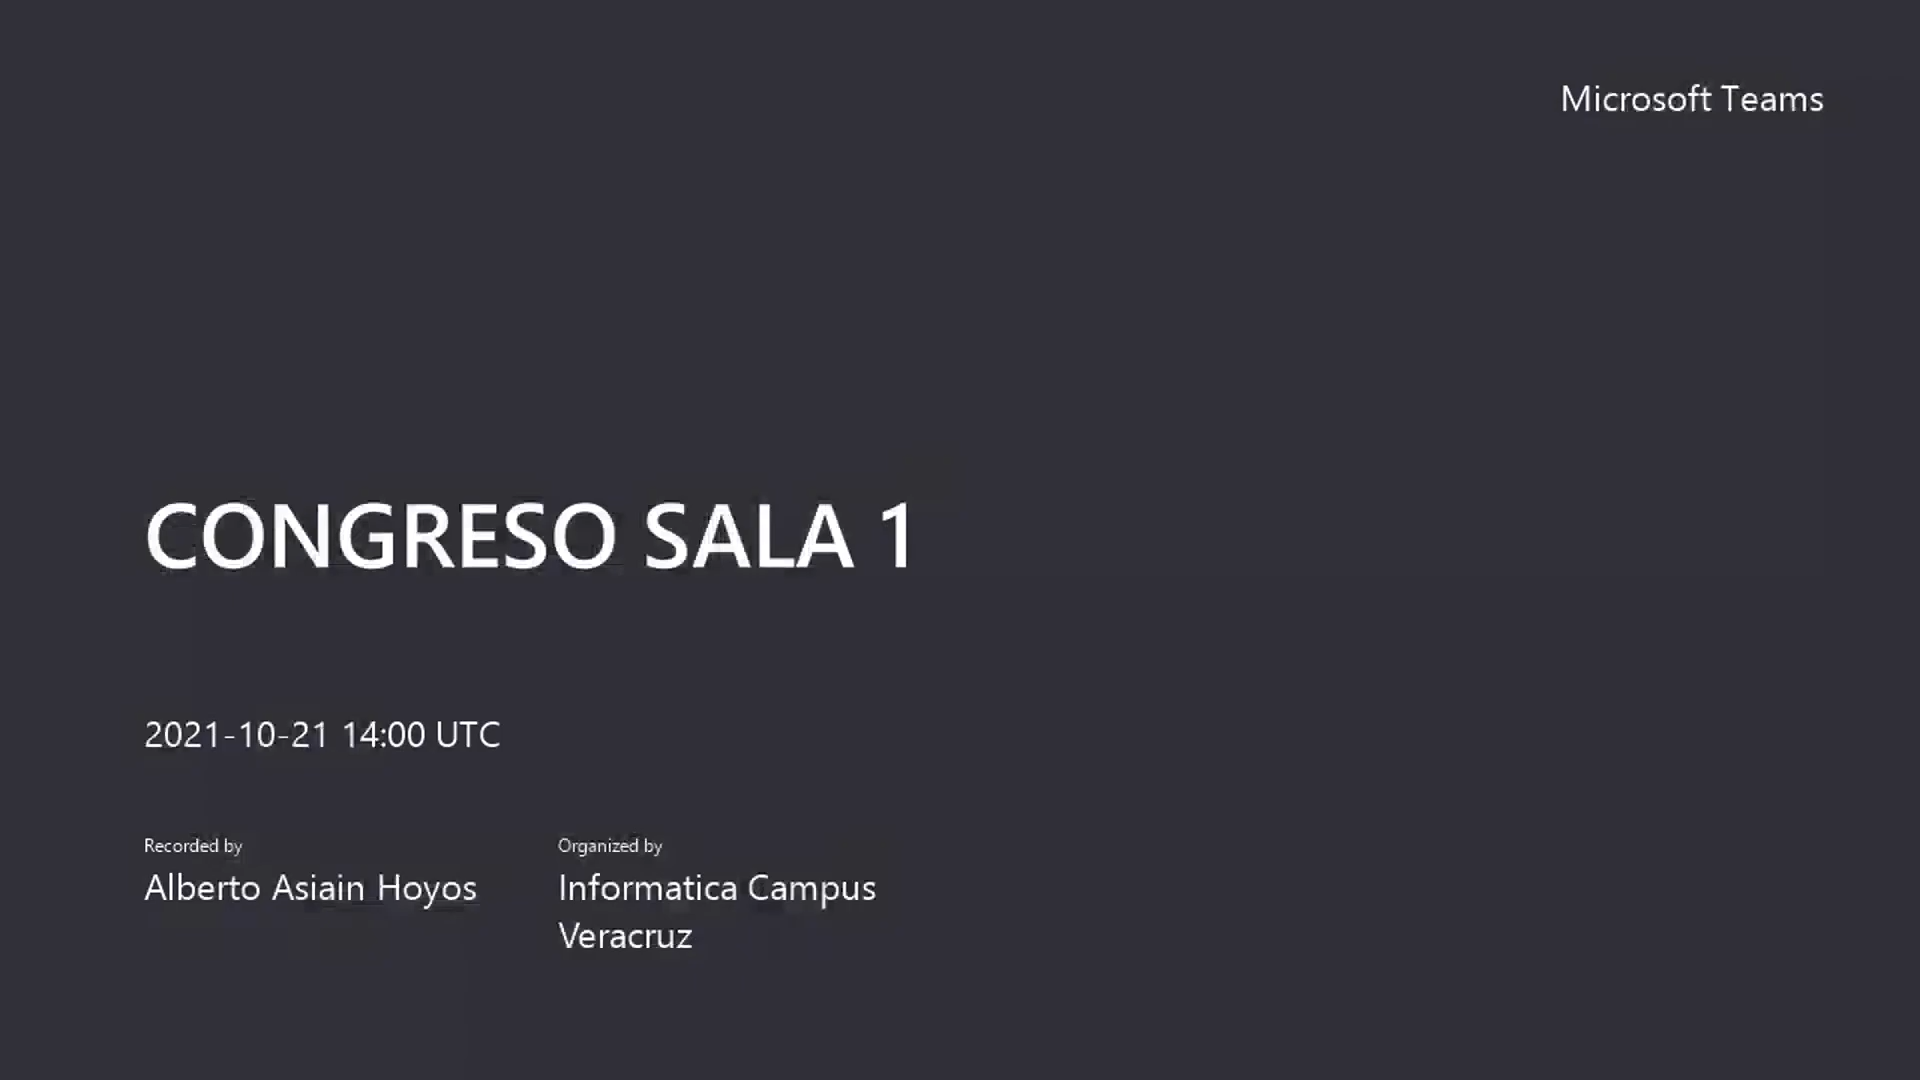 Microsoft Teams
CONGRESO SALA 1
2021-10-21 14:00 UTC
Recorded by
Alberto Asiain Hoyos
Organized by
Informatica Campus
Veracruz